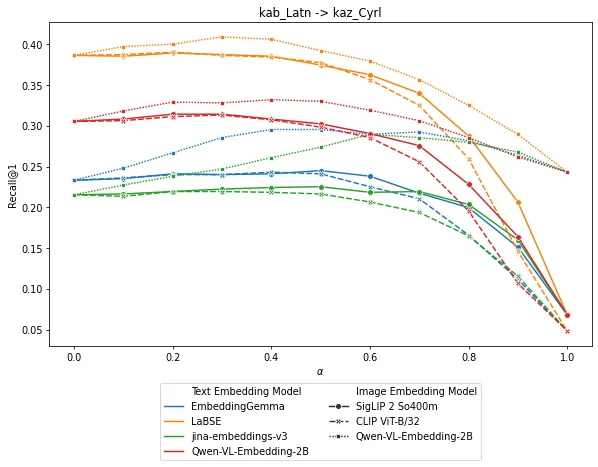 kab_Latn -> kaz_Cyrl
Recall@1
0.40
0.35
0.30
0.25
0.20
0.15
0.10
0.05
0.0 0.2 0.4 0.6 0.8 1.0
α
Text Embedding Model Image Embedding Model
EmbeddingGemma SigLIP 2 So400m
LaBSE CLIP ViT-B/32
jina-embeddings-v3 Qwen-VL-Embedding-2B
Qwen-VL-Embedding-2B